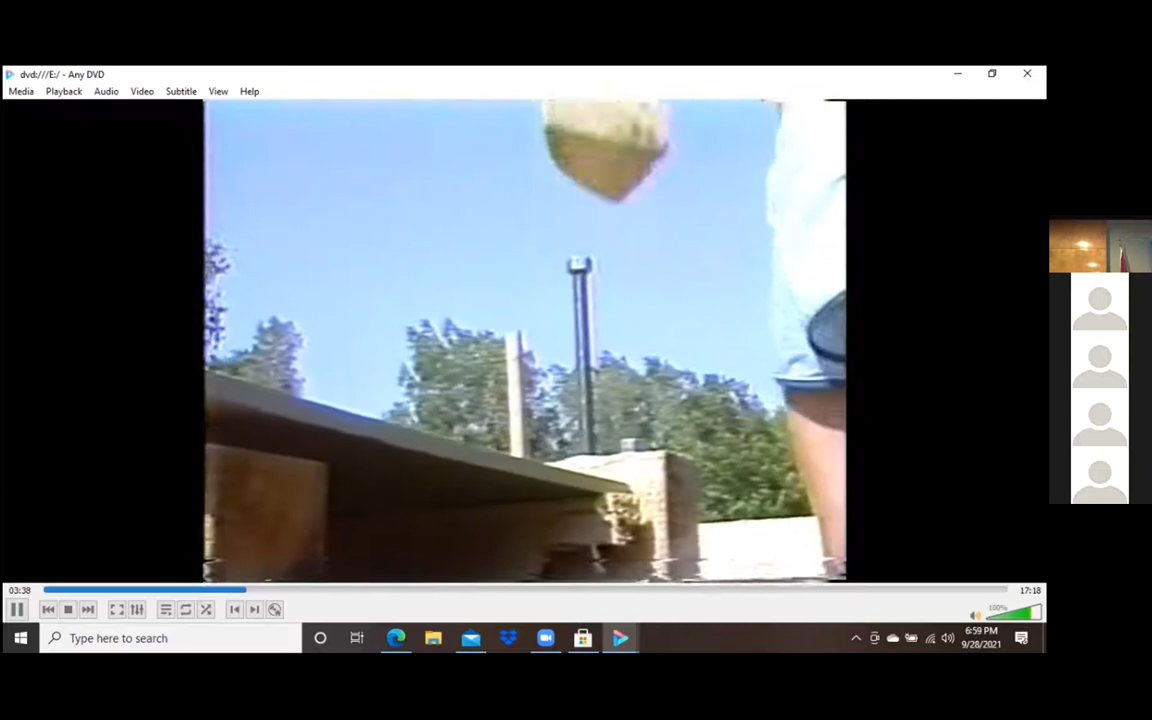 dvd:///E:/ - Any DVD
Media Playback Audio Video Subtitle View Help
03:38
17:18
100%
Type here to search
6:59 PM
9/28/2021